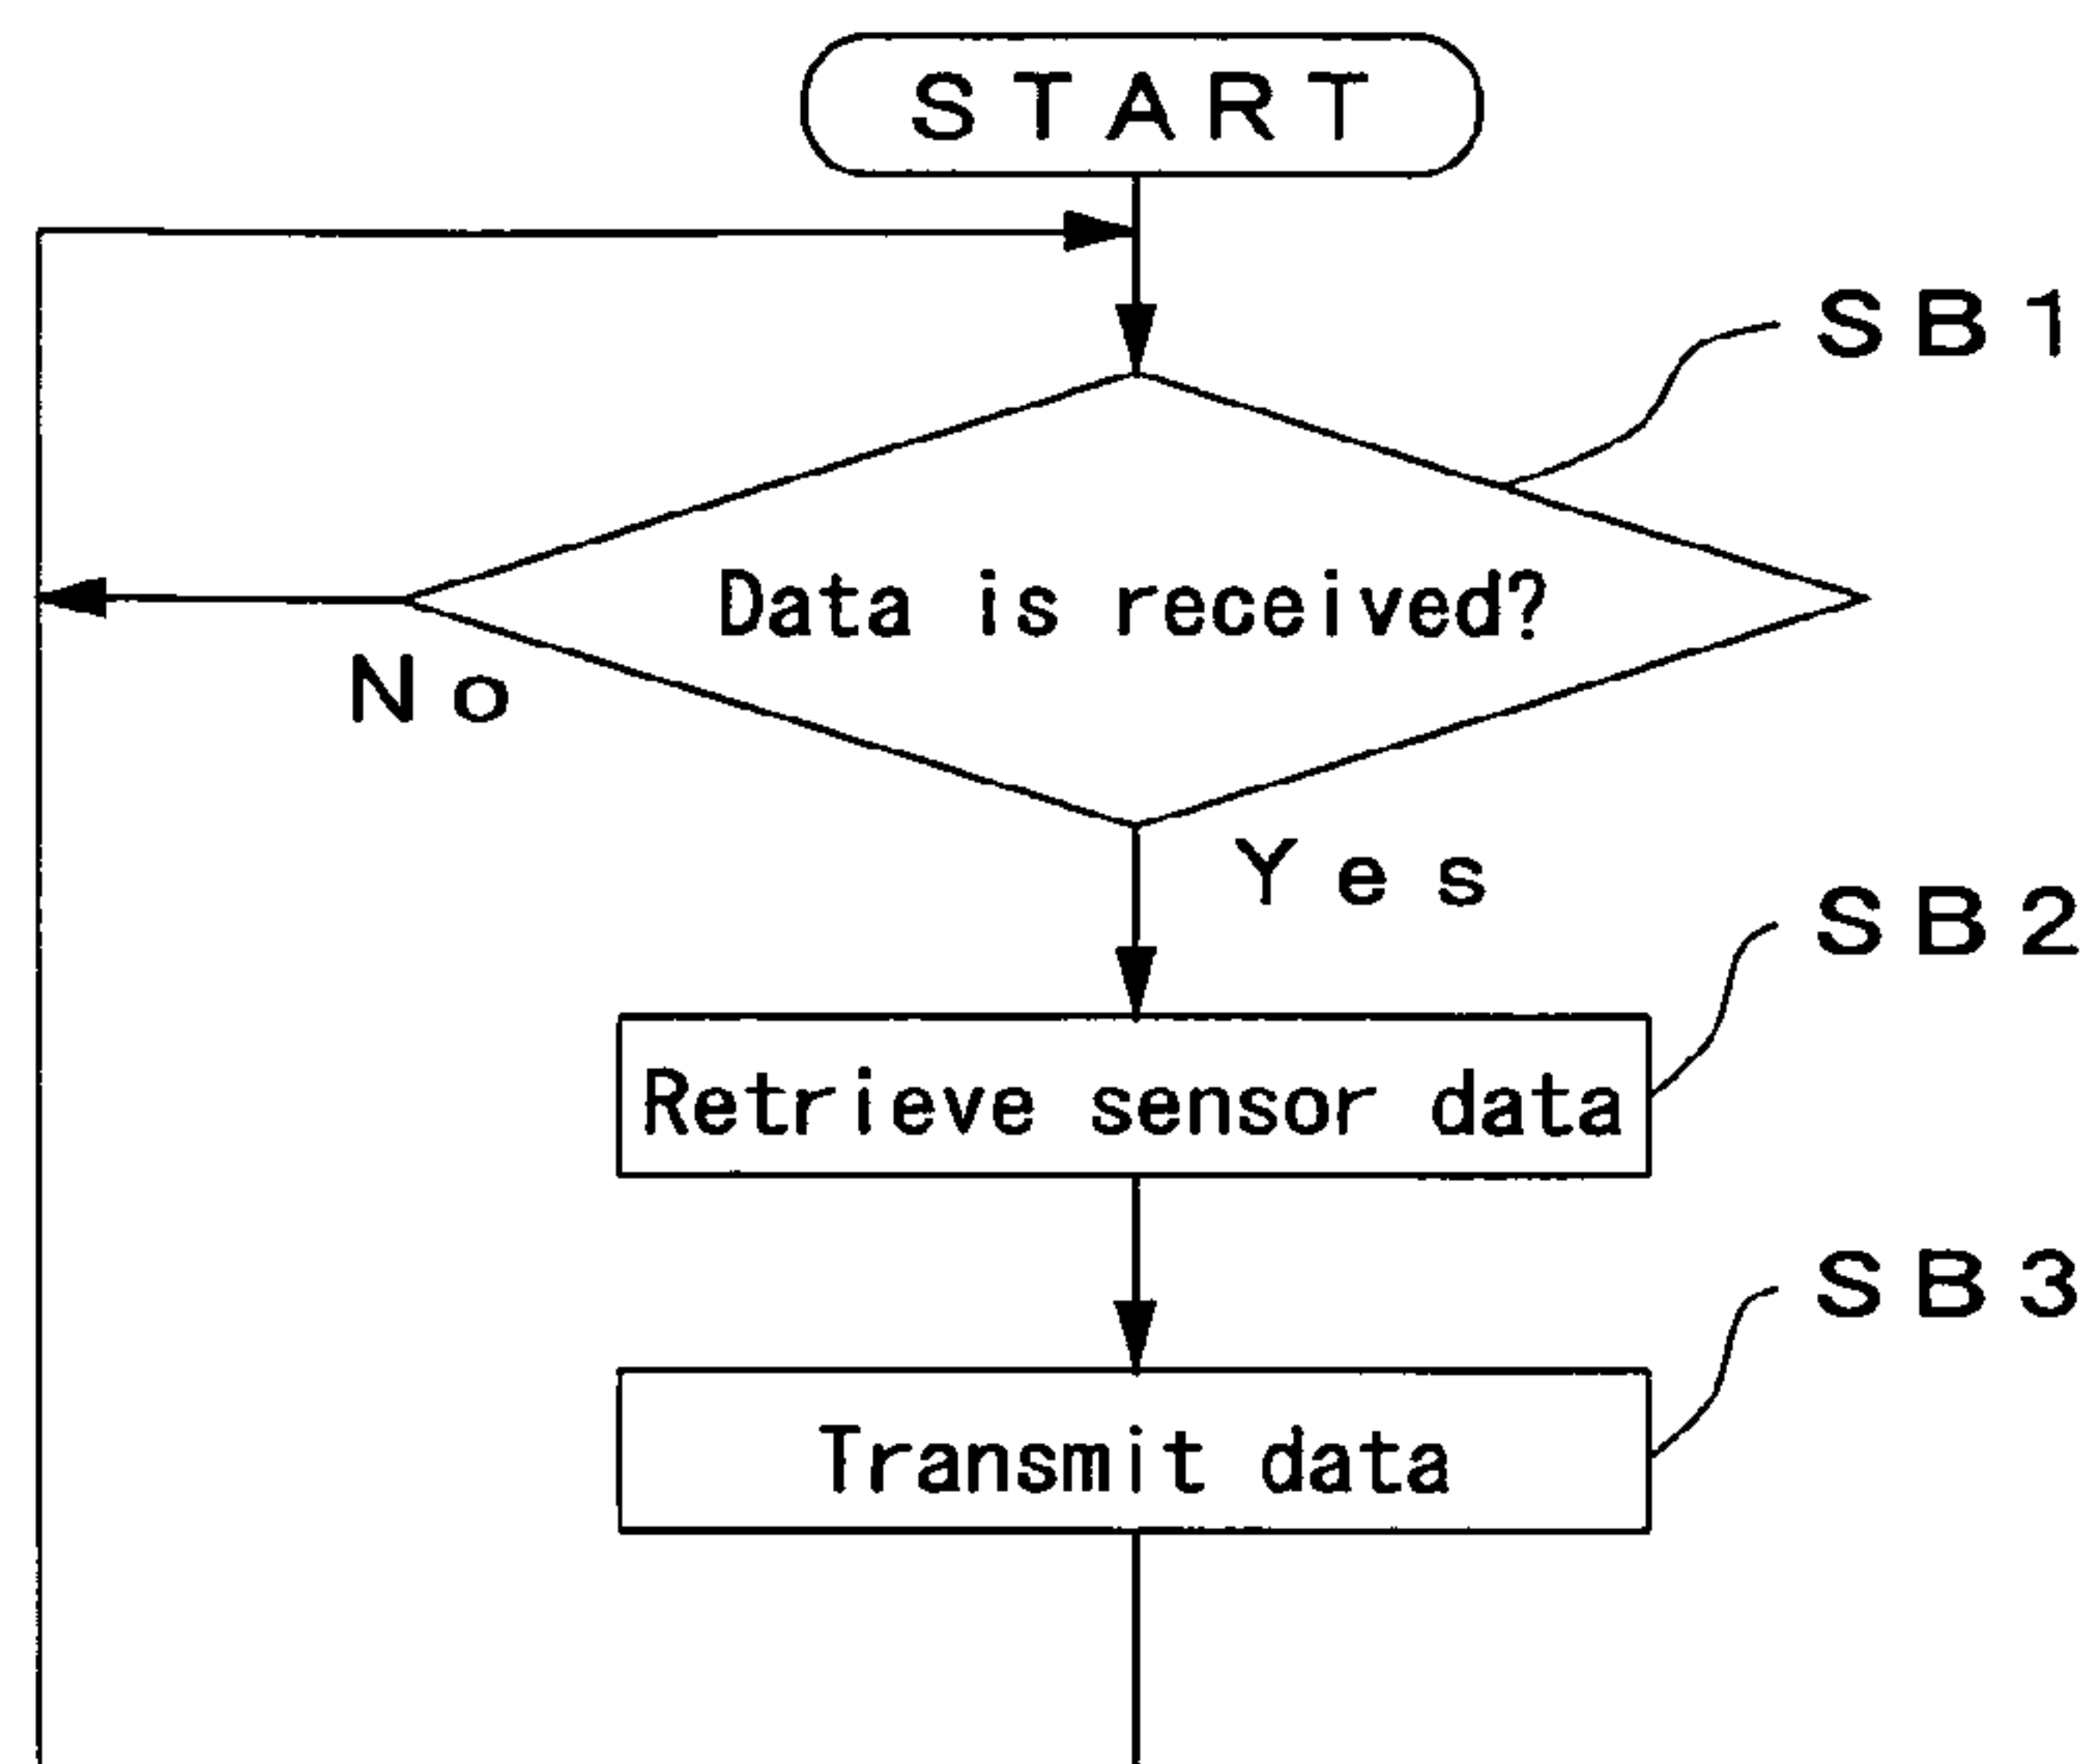 START
SB1
Data is received?
No
Yes
SB2
Retrieve sensor data
SB3
Transmit data